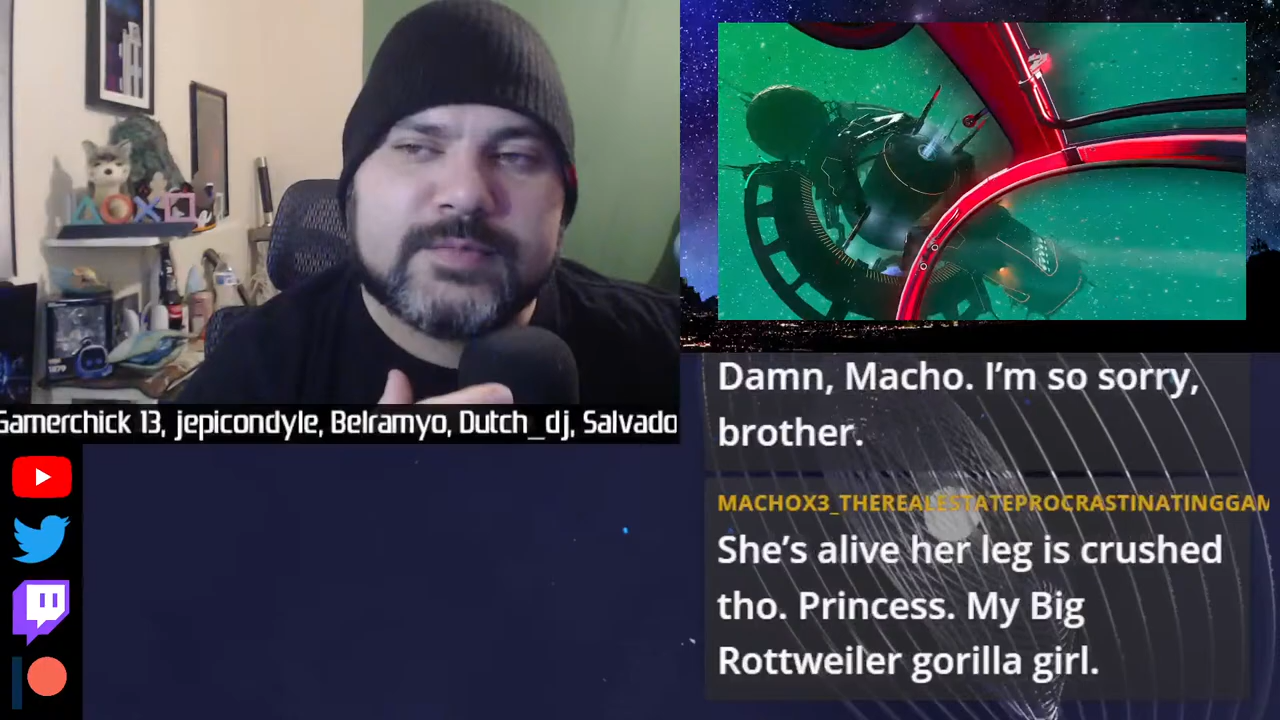 Gamerchick 13, jepicondyle, Belramyo, Dutch_dj, Salvado
Damn, Macho. I’m so sorry,
brother.
MACHOX3_THEREALESTATEPROCRASTINATINGGAM
She’s alive her leg is crushed
tho. Princess. My Big
Rottweiler gorilla girl.